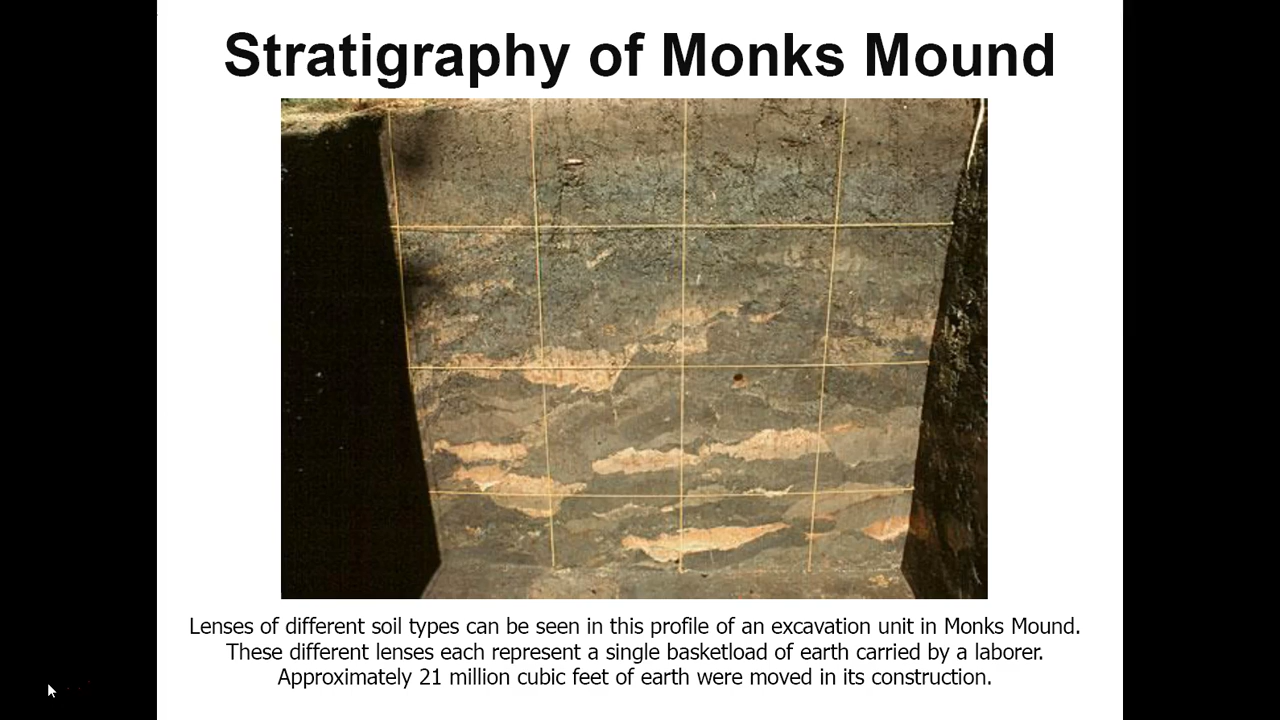 Stratigraphy of Monks Mound
Lenses of different soil types can be seen in this profile of an excavation unit in Monks Mound.
These different lenses each represent a single basketload of earth carried by a laborer.
Approximately 21 million cubic feet of earth were moved in its construction.